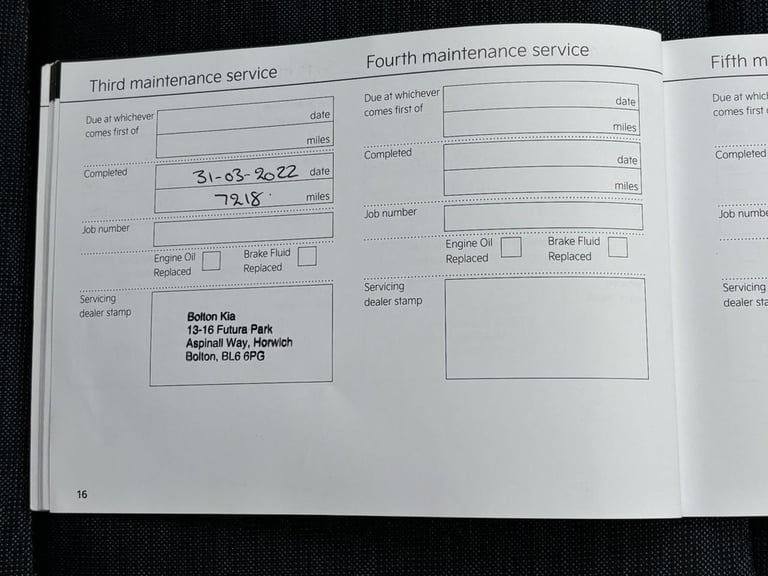 Third maintenance service
Due at whichever
comes first of
date
miles
Completed
31-03-2022 date
7218 miles
Job number
Engine Oil
Replaced
Brake Fluid
Replaced
Servicing
dealer stamp
Bolton Kia
13-16 Futura Park
Aspinall Way, Horwich
Bolton, BL6 6PG
16
Fourth maintenance service
Due at whichever
comes first of
date
miles
Completed
date
miles
Job number
Engine Oil
Replaced
Brake Fluid
Replaced
Servicing
dealer stamp
Fifth m
Due at whic
comes first
Completed
Job numbe
Servicing
dealer sta